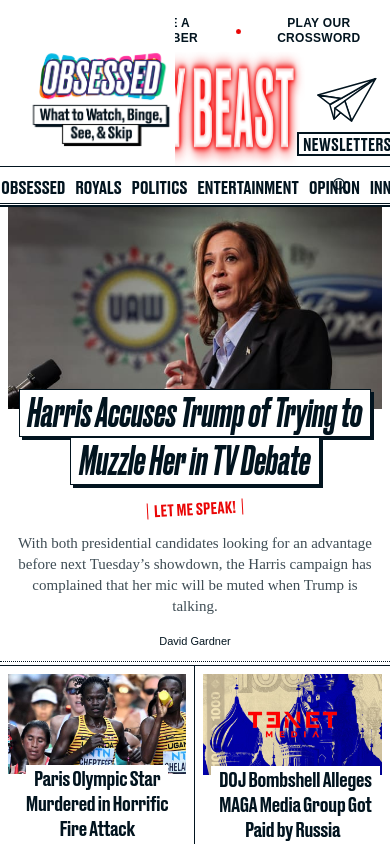 E A
BER
PLAY OUR
CROSSWORD
OBSESSED
What to Watch, Binge,
See, & Skip
Y BEAST
NEWSLETTERS
OBSESSED ROYALS POLITICS ENTERTAINMENT OPINION INN
UAW
Ford
Harris Accuses Trump of Trying to
Muzzle Her in TV Debate
LET ME SPEAK!
With both presidential candidates looking for an advantage
before next Tuesday’s showdown, the Harris campaign has
complained that her mic will be muted when Trump is
talking.
David Gardner
UGANDA
CHEPTEGEI
NT
CHELA
1000
TENET
MEDIA
Paris Olympic Star
Murdered in Horrific
Fire Attack
DOJ Bombshell Alleges
MAGA Media Group Got
Paid by Russia